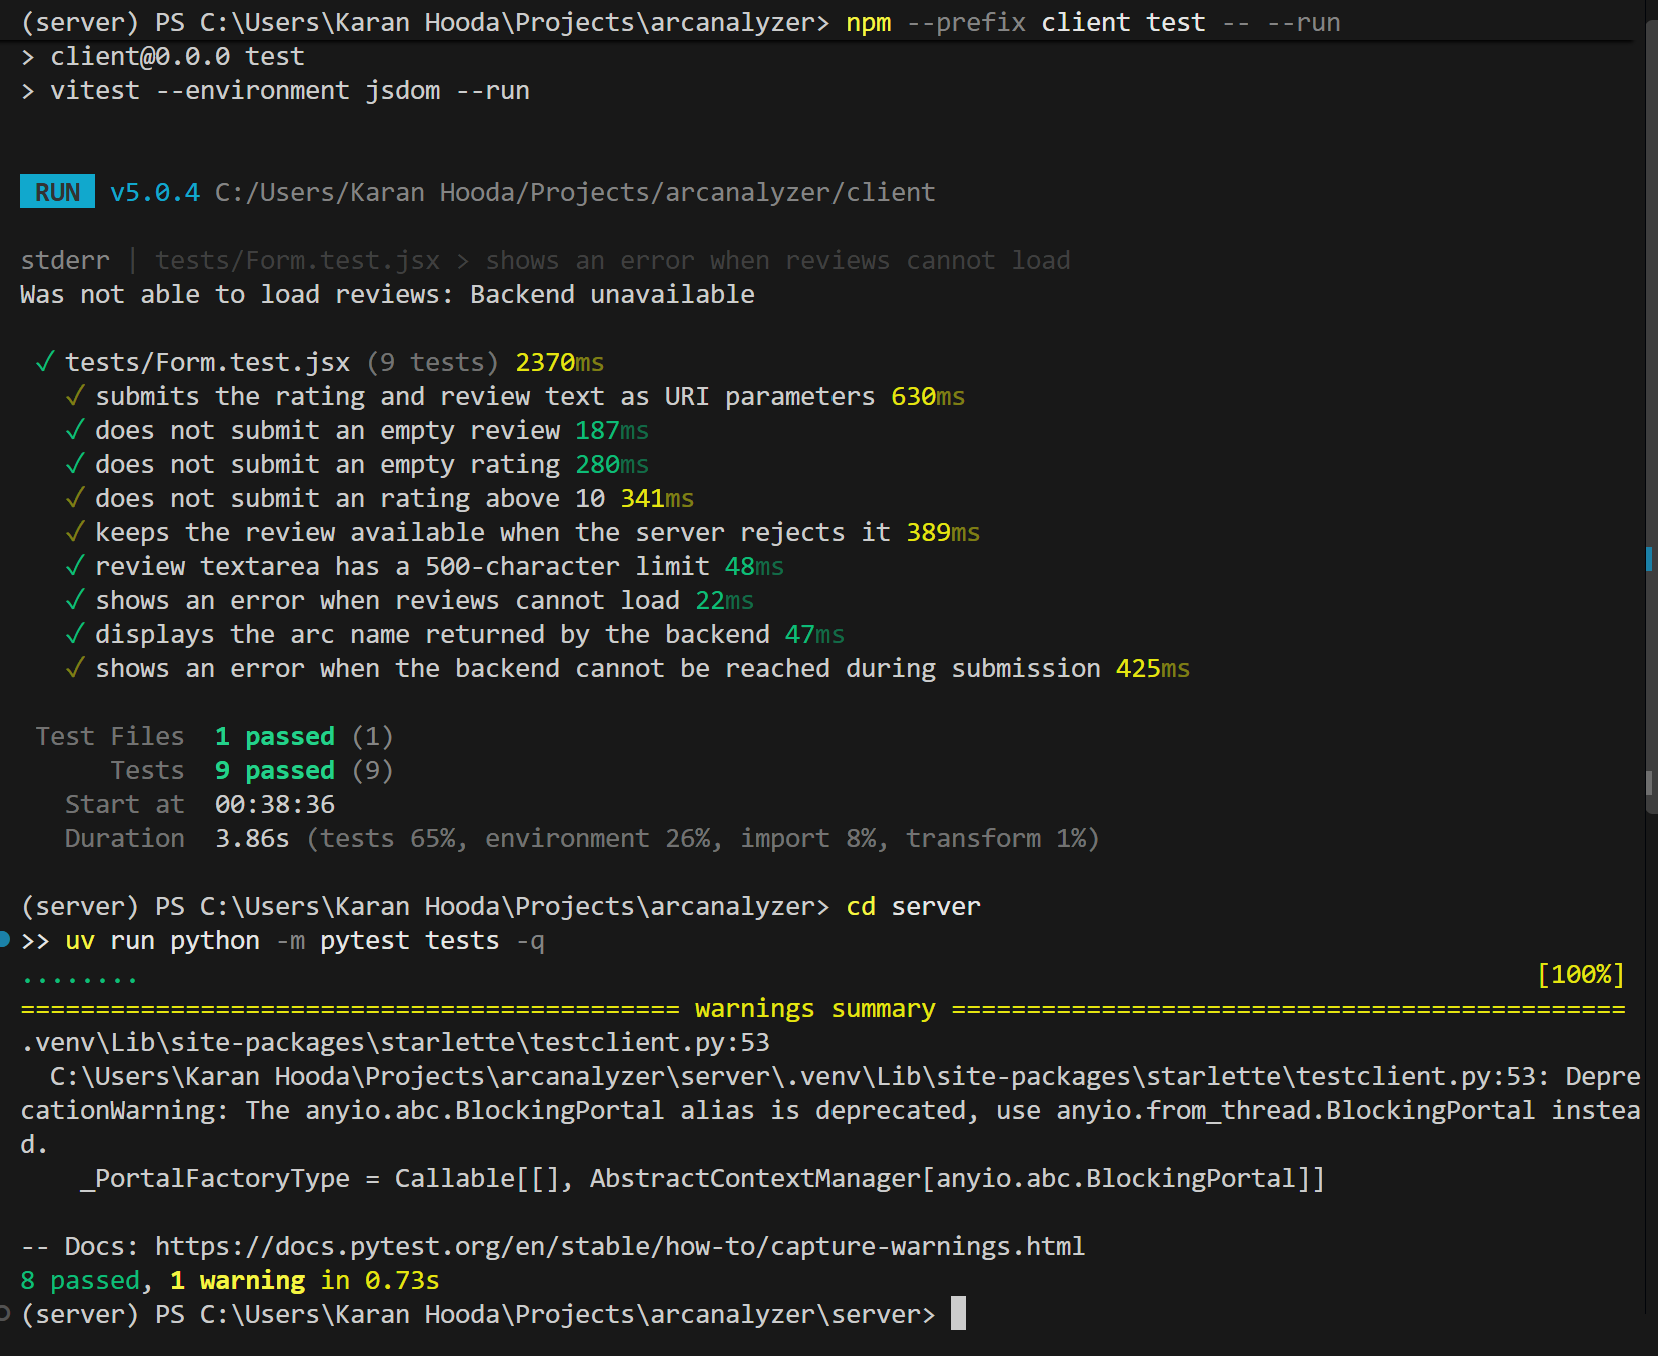 (server) PS C:\Users\Karan Hooda\Projects\arcanalyzer> npm --prefix client test -- --run
> client@0.0.0 test
> vitest --environment jsdom --run
RUN v5.0.4 C:/Users/Karan Hooda/Projects/arcanalyzer/client
stderr | tests/Form.test.jsx > shows an error when reviews cannot load
Was not able to load reviews: Backend unavailable
✓ tests/Form.test.jsx (9 tests) 2370ms
✓ submits the rating and review text as URI parameters 630ms
✓ does not submit an empty review 187ms
✓ does not submit an empty rating 280ms
✓ does not submit an rating above 10 341ms
✓ keeps the review available when the server rejects it 389ms
✓ review textarea has a 500-character limit 48ms
✓ shows an error when reviews cannot load 22ms
✓ displays the arc name returned by the backend 47ms
✓ shows an error when the backend cannot be reached during submission 425ms
Test Files 1 passed (1)
Tests 9 passed (9)
Start at 00:38:36
Duration 3.86s (tests 65%, environment 26%, import 8%, transform 1%)
(server) PS C:\Users\Karan Hooda\Projects\arcanalyzer> cd server
>> uv run python -m pytest tests -q
........ [100%]
============================================ warnings summary =============================================
.venv\Lib\site-packages\starlette\testclient.py:53
C:\Users\Karan Hooda\Projects\arcanalyzer\server\.venv\Lib\site-packages\starlette\testclient.py:53: Depre
cationWarning: The anyio.abc.BlockingPortal alias is deprecated, use anyio.from_thread.BlockingPortal instea
d.
_PortalFactoryType = Callable[[], AbstractContextManager[anyio.abc.BlockingPortal]]
-- Docs: https://docs.pytest.org/en/stable/how-to/capture-warnings.html
8 passed, 1 warning in 0.73s
(server) PS C:\Users\Karan Hooda\Projects\arcanalyzer\server>